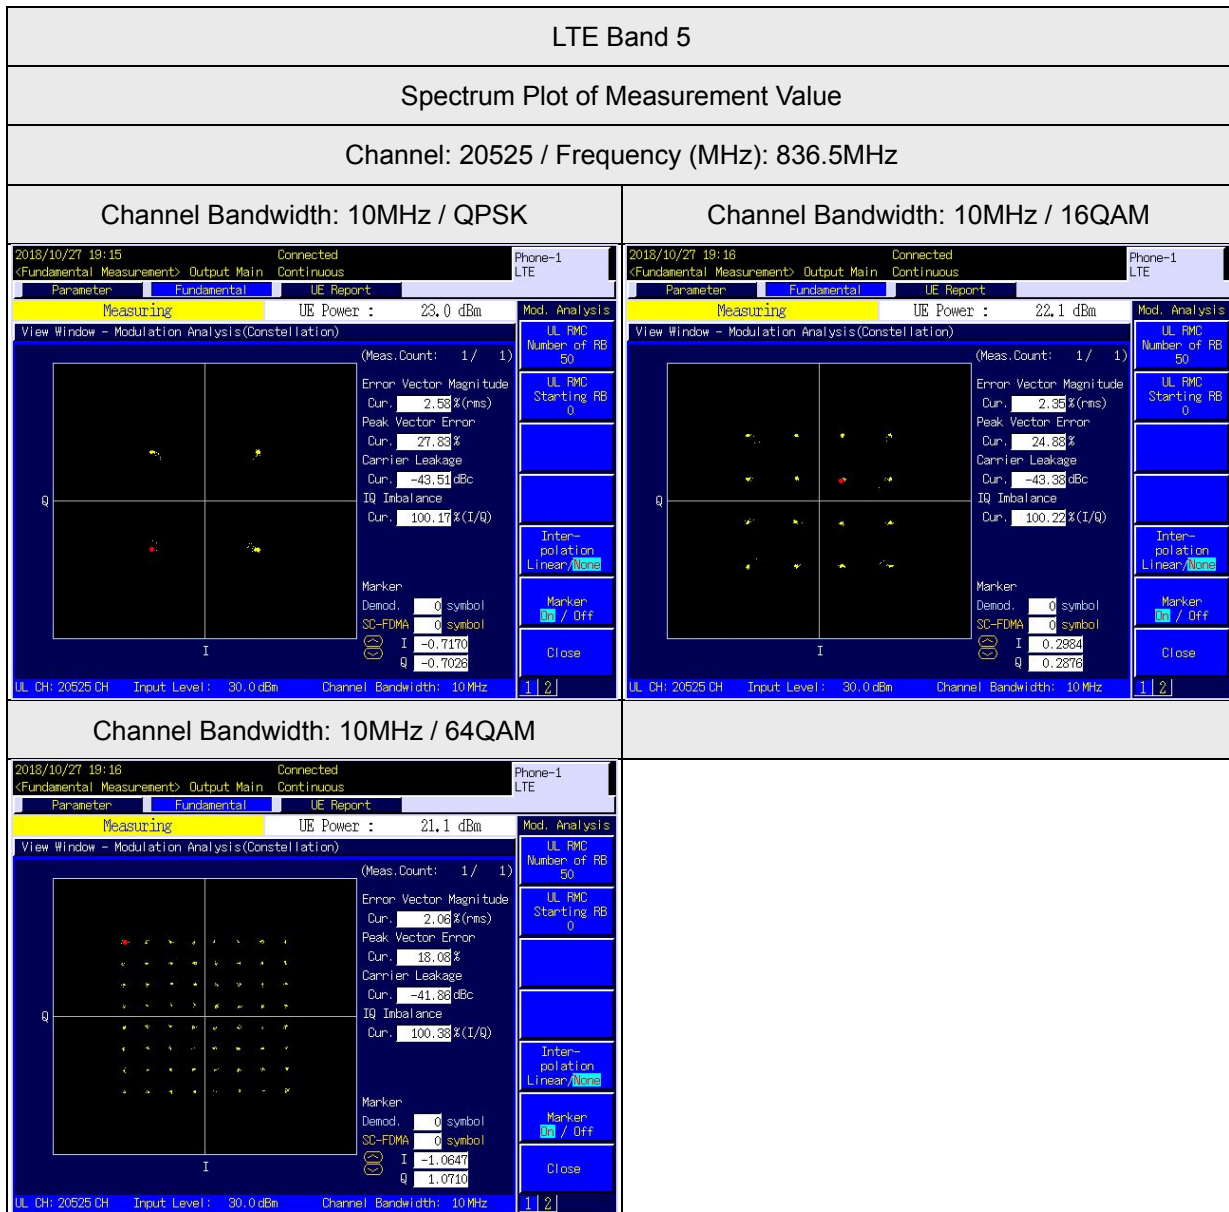 LTE Band 5
Spectrum Plot of Measurement Value
Channel: 20525 / Frequency (MHz): 836.5MHz
Channel Bandwidth: 10MHz / QPSK
Channel Bandwidth: 10MHz / 16QAM
2018/10/27 19:15 Connected Phone-1
<Fundamental Measurement> Output Main Continuous LTE
Parameter Fundamental UE Report
Measuring UE Power : 23.0 dBm Mod. Analysis
View Window - Modulation Analysis(Constellation)
(Meas.Count: 1/ 1)
Error Vector Magnitude
Cur. 2.58 %(rms)
Peak Vector Error
Cur. 27.83 %
Carrier Leakage
Cur. -43.51 dBc
IQ Imbalance
Cur. 100.17 %(I/Q)
Marker
Demod. 0 symbol
SC-FDMA 0 symbol
I -0.7170
Q -0.7026
Q
I
UL RMC
Number of RB
50
UL RMC
Starting RB
0
Inter-
polation
Linear/None
Marker
On / Off
Close
UL CH: 20525 CH Input Level: 30.0 dBm Channel Bandwidth: 10 MHz 1 2
2018/10/27 19:16 Connected Phone-1
<Fundamental Measurement> Output Main Continuous LTE
Parameter Fundamental UE Report
Measuring UE Power : 22.1 dBm Mod. Analysis
View Window - Modulation Analysis(Constellation)
(Meas.Count: 1/ 1)
Error Vector Magnitude
Cur. 2.35 %(rms)
Peak Vector Error
Cur. 24.88 %
Carrier Leakage
Cur. -43.38 dBc
IQ Imbalance
Cur. 100.22 %(I/Q)
Marker
Demod. 0 symbol
SC-FDMA 0 symbol
I 0.2984
Q 0.2876
Q
I
UL RMC
Number of RB
50
UL RMC
Starting RB
0
Inter-
polation
Linear/None
Marker
On / Off
Close
UL CH: 20525 CH Input Level: 30.0 dBm Channel Bandwidth: 10 MHz 1 2
Channel Bandwidth: 10MHz / 64QAM
2018/10/27 19:16 Connected Phone-1
<Fundamental Measurement> Output Main Continuous LTE
Parameter Fundamental UE Report
Measuring UE Power : 21.1 dBm Mod. Analysis
View Window - Modulation Analysis(Constellation)
(Meas.Count: 1/ 1)
Error Vector Magnitude
Cur. 2.06 %(rms)
Peak Vector Error
Cur. 18.08 %
Carrier Leakage
Cur. -41.86 dBc
IQ Imbalance
Cur. 100.38 %(I/Q)
Marker
Demod. 0 symbol
SC-FDMA 0 symbol
I -1.0647
Q 1.0710
Q
I
UL RMC
Number of RB
50
UL RMC
Starting RB
0
Inter-
polation
Linear/None
Marker
On / Off
Close
UL CH: 20525 CH Input Level: 30.0 dBm Channel Bandwidth: 10 MHz 1 2